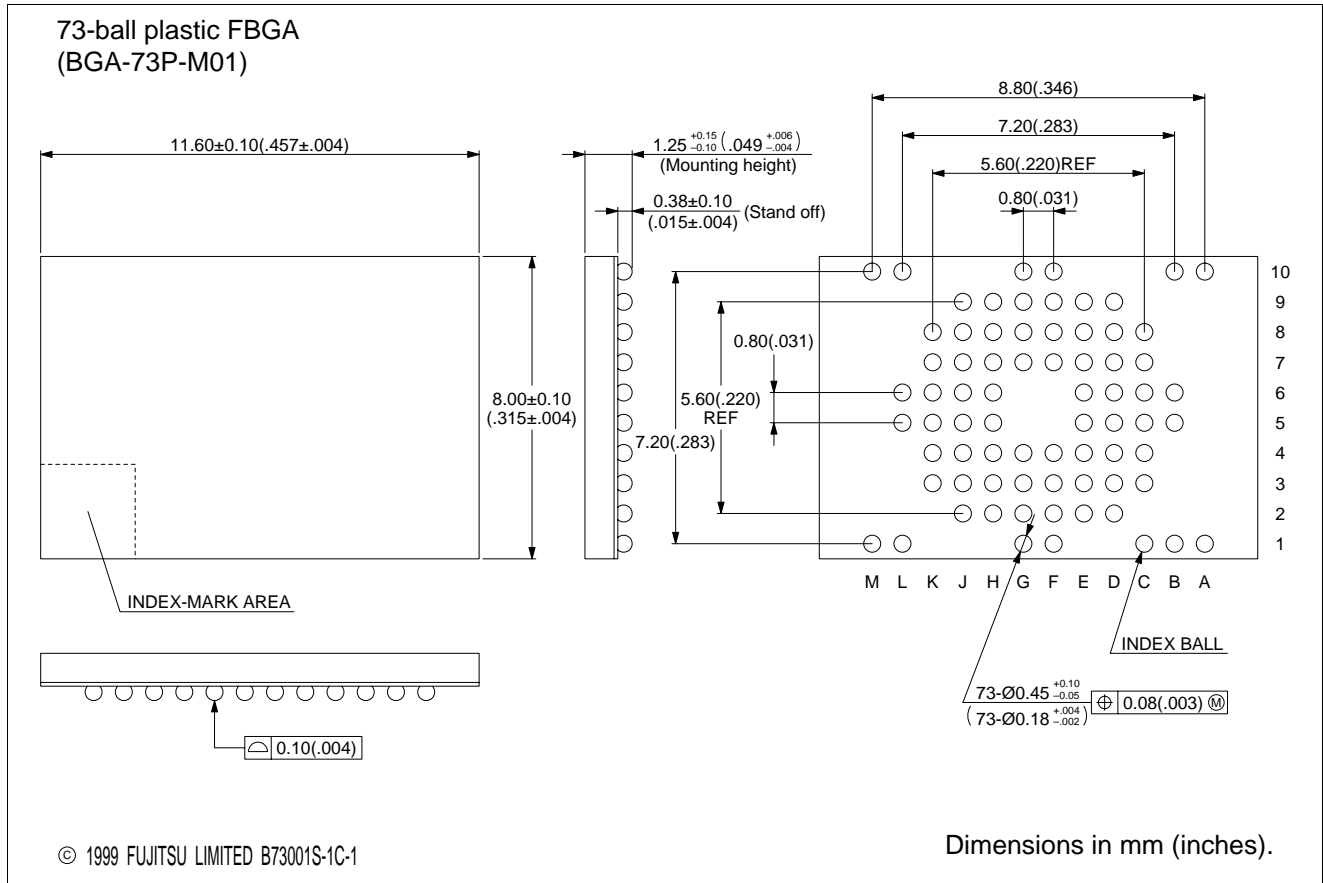 73-ball plastic FBGA
(BGA-73P-M01)
11.60±0.10(.457±.004)
1.25 +0.15 –0.10 (.049 +.006 –.004)
(Mounting height)
0.38±0.10
(.015±.004)
(Stand off)
8.80(.346)
7.20(.283)
5.60(.220)REF
0.80(.031)
8.00±0.10
(.315±.004)
0.80(.031)
5.60(.220)
REF
7.20(.283)
10
9
8
7
6
5
4
3
2
1
M L K J H G F E D C B A
INDEX-MARK AREA
INDEX BALL
73-Ø0.45 +0.10 –0.05
(73-Ø0.18 +.004 –.002)
⌖ 0.08(.003) Ⓜ
⌓ 0.10(.004)
© 1999 FUJITSU LIMITED B73001S-1C-1
Dimensions in mm (inches).